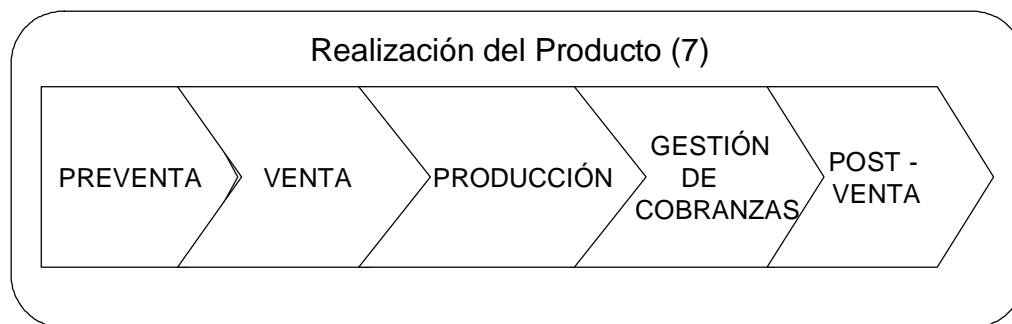 Realización del Producto (7)
PREVENTA
VENTA
PRODUCCIÓN
GESTIÓN
DE
COBRANZAS
POST -
VENTA